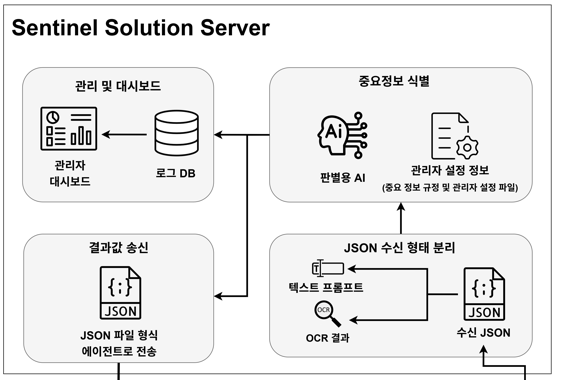 Sentinel Solution Server
관리 및 대시보드
관리자
대시보드
로그 DB
중요정보 식별
Ai
판별용 AI
관리자 설정 정보
(중요 정보 규정 및 관리자 설정 파일)
결과값 송신
{;}
JSON
JSON 파일 형식
에이전트로 전송
JSON 수신 형태 분리
T
텍스트 프롬프트
OCR
OCR 결과
{;}
JSON
수신 JSON